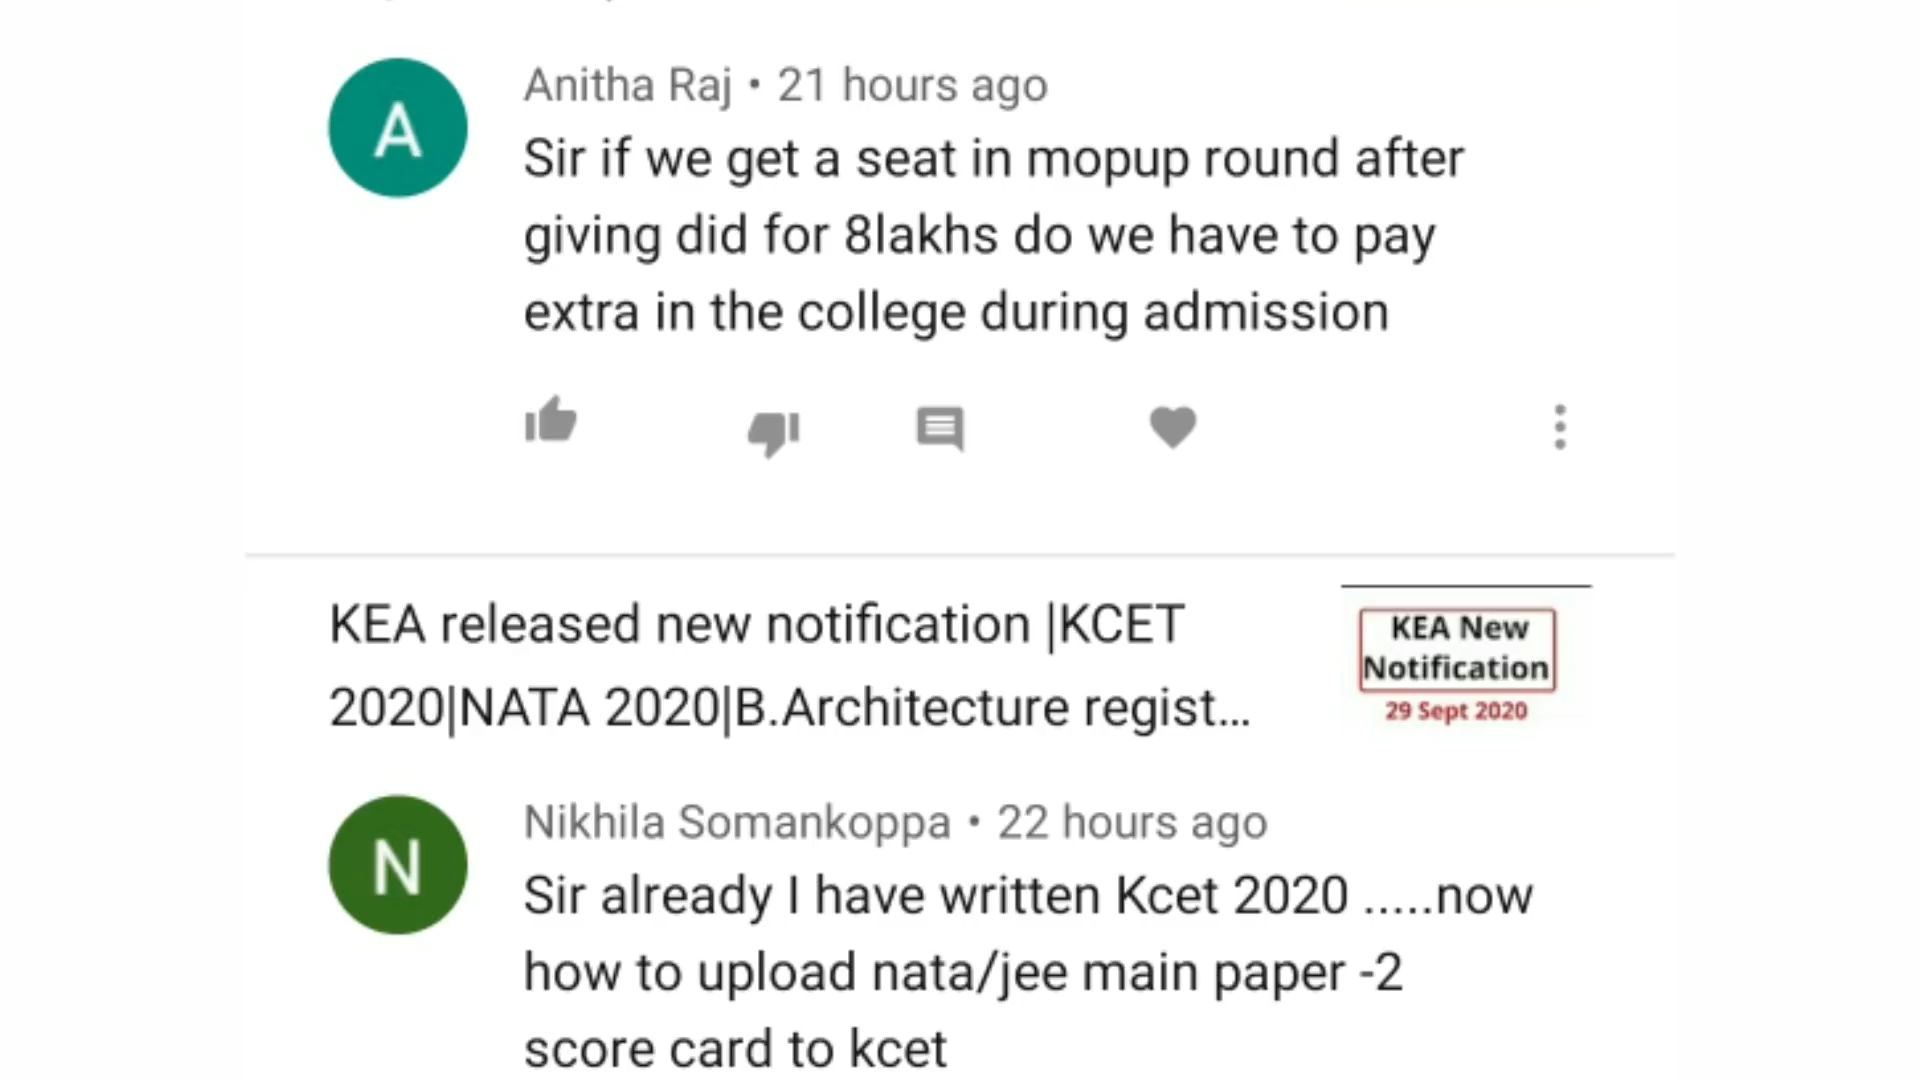 A
Anitha Raj • 21 hours ago
Sir if we get a seat in mopup round after
giving did for 8lakhs do we have to pay
extra in the college during admission
KEA released new notification |KCET
2020|NATA 2020|B.Architecture regist...
KEA New
Notification
29 Sept 2020
N
Nikhila Somankoppa • 22 hours ago
Sir already I have written Kcet 2020 .....now
how to upload nata/jee main paper -2
score card to kcet